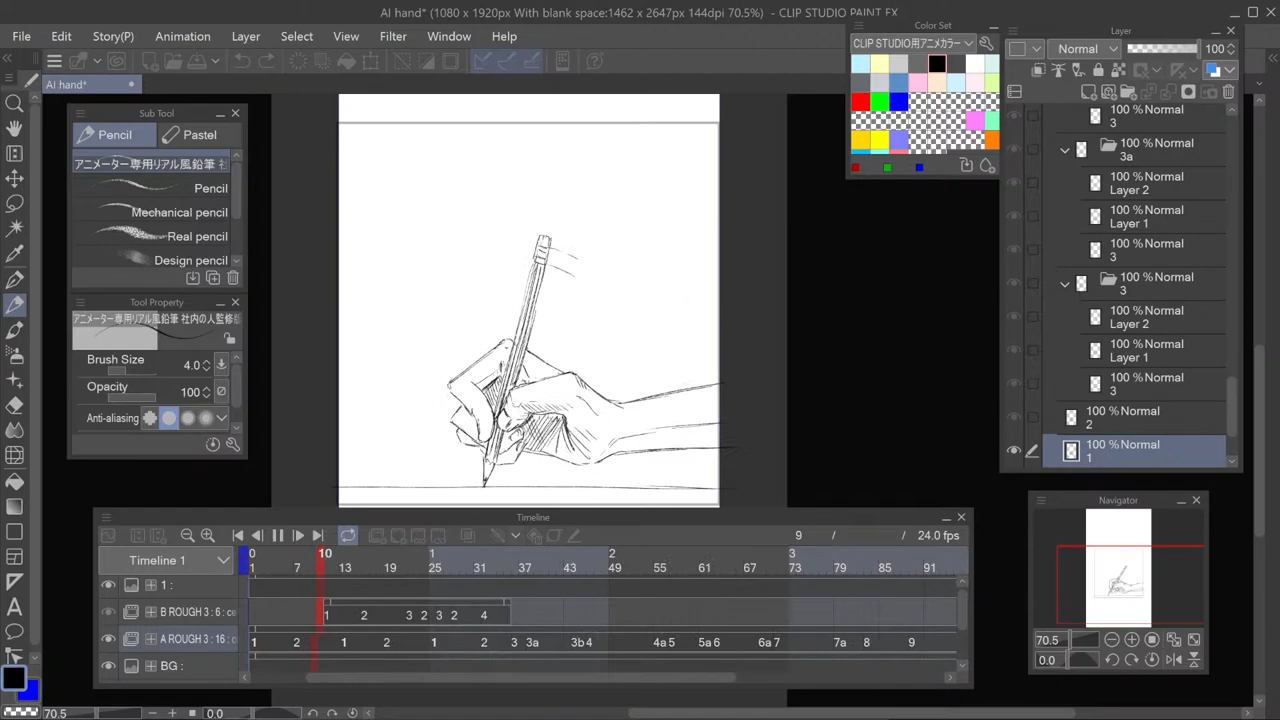 AI hand* (1080 x 1920px With blank space:1462 x 2647px 144dpi 70.5%) - CLIP STUDIO PAINT EX
File Edit Story(P) Animation Layer Select View Filter Window Help
AI hand*
Sub Tool
Pencil Pastel
アニメーター専用リアル風鉛筆 社
Pencil
Mechanical pencil
Real pencil
Design pencil
Tool Property
アニメーター専用リアル風鉛筆 社内の人監修版
Brush Size 4.0
Opacity 100
Anti-aliasing
Color Set
CLIP STUDIO用アニメカラー
Layer
Normal 100
100 %Normal
3
100 %Normal
3a
100 %Normal
Layer 2
100 %Normal
Layer 1
100 %Normal
3
100 %Normal
3
100 %Normal
Layer 2
100 %Normal
Layer 1
100 %Normal
3
100 %Normal
2
100 %Normal
1
Timeline
9 / / 24.0 fps
Timeline 1
0 10 1 2 3
1 7 13 19 25 31 37 43 49 55 61 67 73 79 85 91
1 :
B ROUGH 3 : 6 : ce 1 2 3 2 3 2 4
A ROUGH 3 : 16 : ce 1 2 1 2 1 2 3 3a 3b 4 4a 5 5a 6 6a 7 7a 8 9
BG :
Navigator
70.5
0.0
70.5 0.0